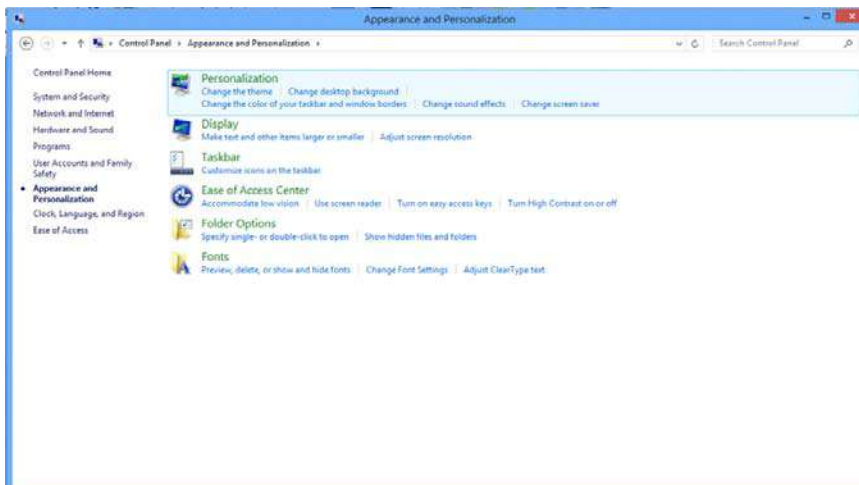 Appearance and Personalization
Control Panel Appearance and Personalization
Search Control Panel
Control Panel Home
System and Security
Network and Internet
Hardware and Sound
Programs
User Accounts and Family
Safety
Appearance and
Personalization
Clock, Language, and Region
Ease of Access
Personalization
Change the theme Change desktop background
Change the color of your taskbar and window borders Change sound effects Change screen saver
Display
Make text and other items larger or smaller Adjust screen resolution
Taskbar
Customize icons on the taskbar
Ease of Access Center
Accommodate low vision Use screen reader Turn on easy access keys Turn High Contrast on or off
Folder Options
Specify single- or double-click to open Show hidden files and folders
Fonts
Preview, delete, or show and hide fonts Change Font Settings Adjust ClearType text